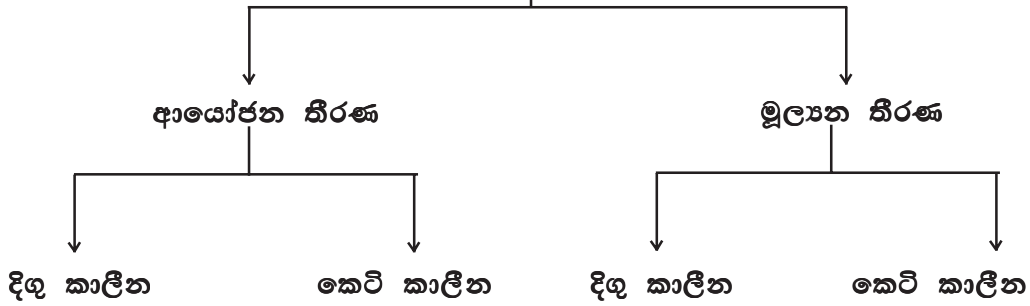 ආයෝජන තීරණ මූල්‍යන තීරණ
දිගු කාලීන කෙටි කාලීන දිගු කාලීන කෙටි කාලීන